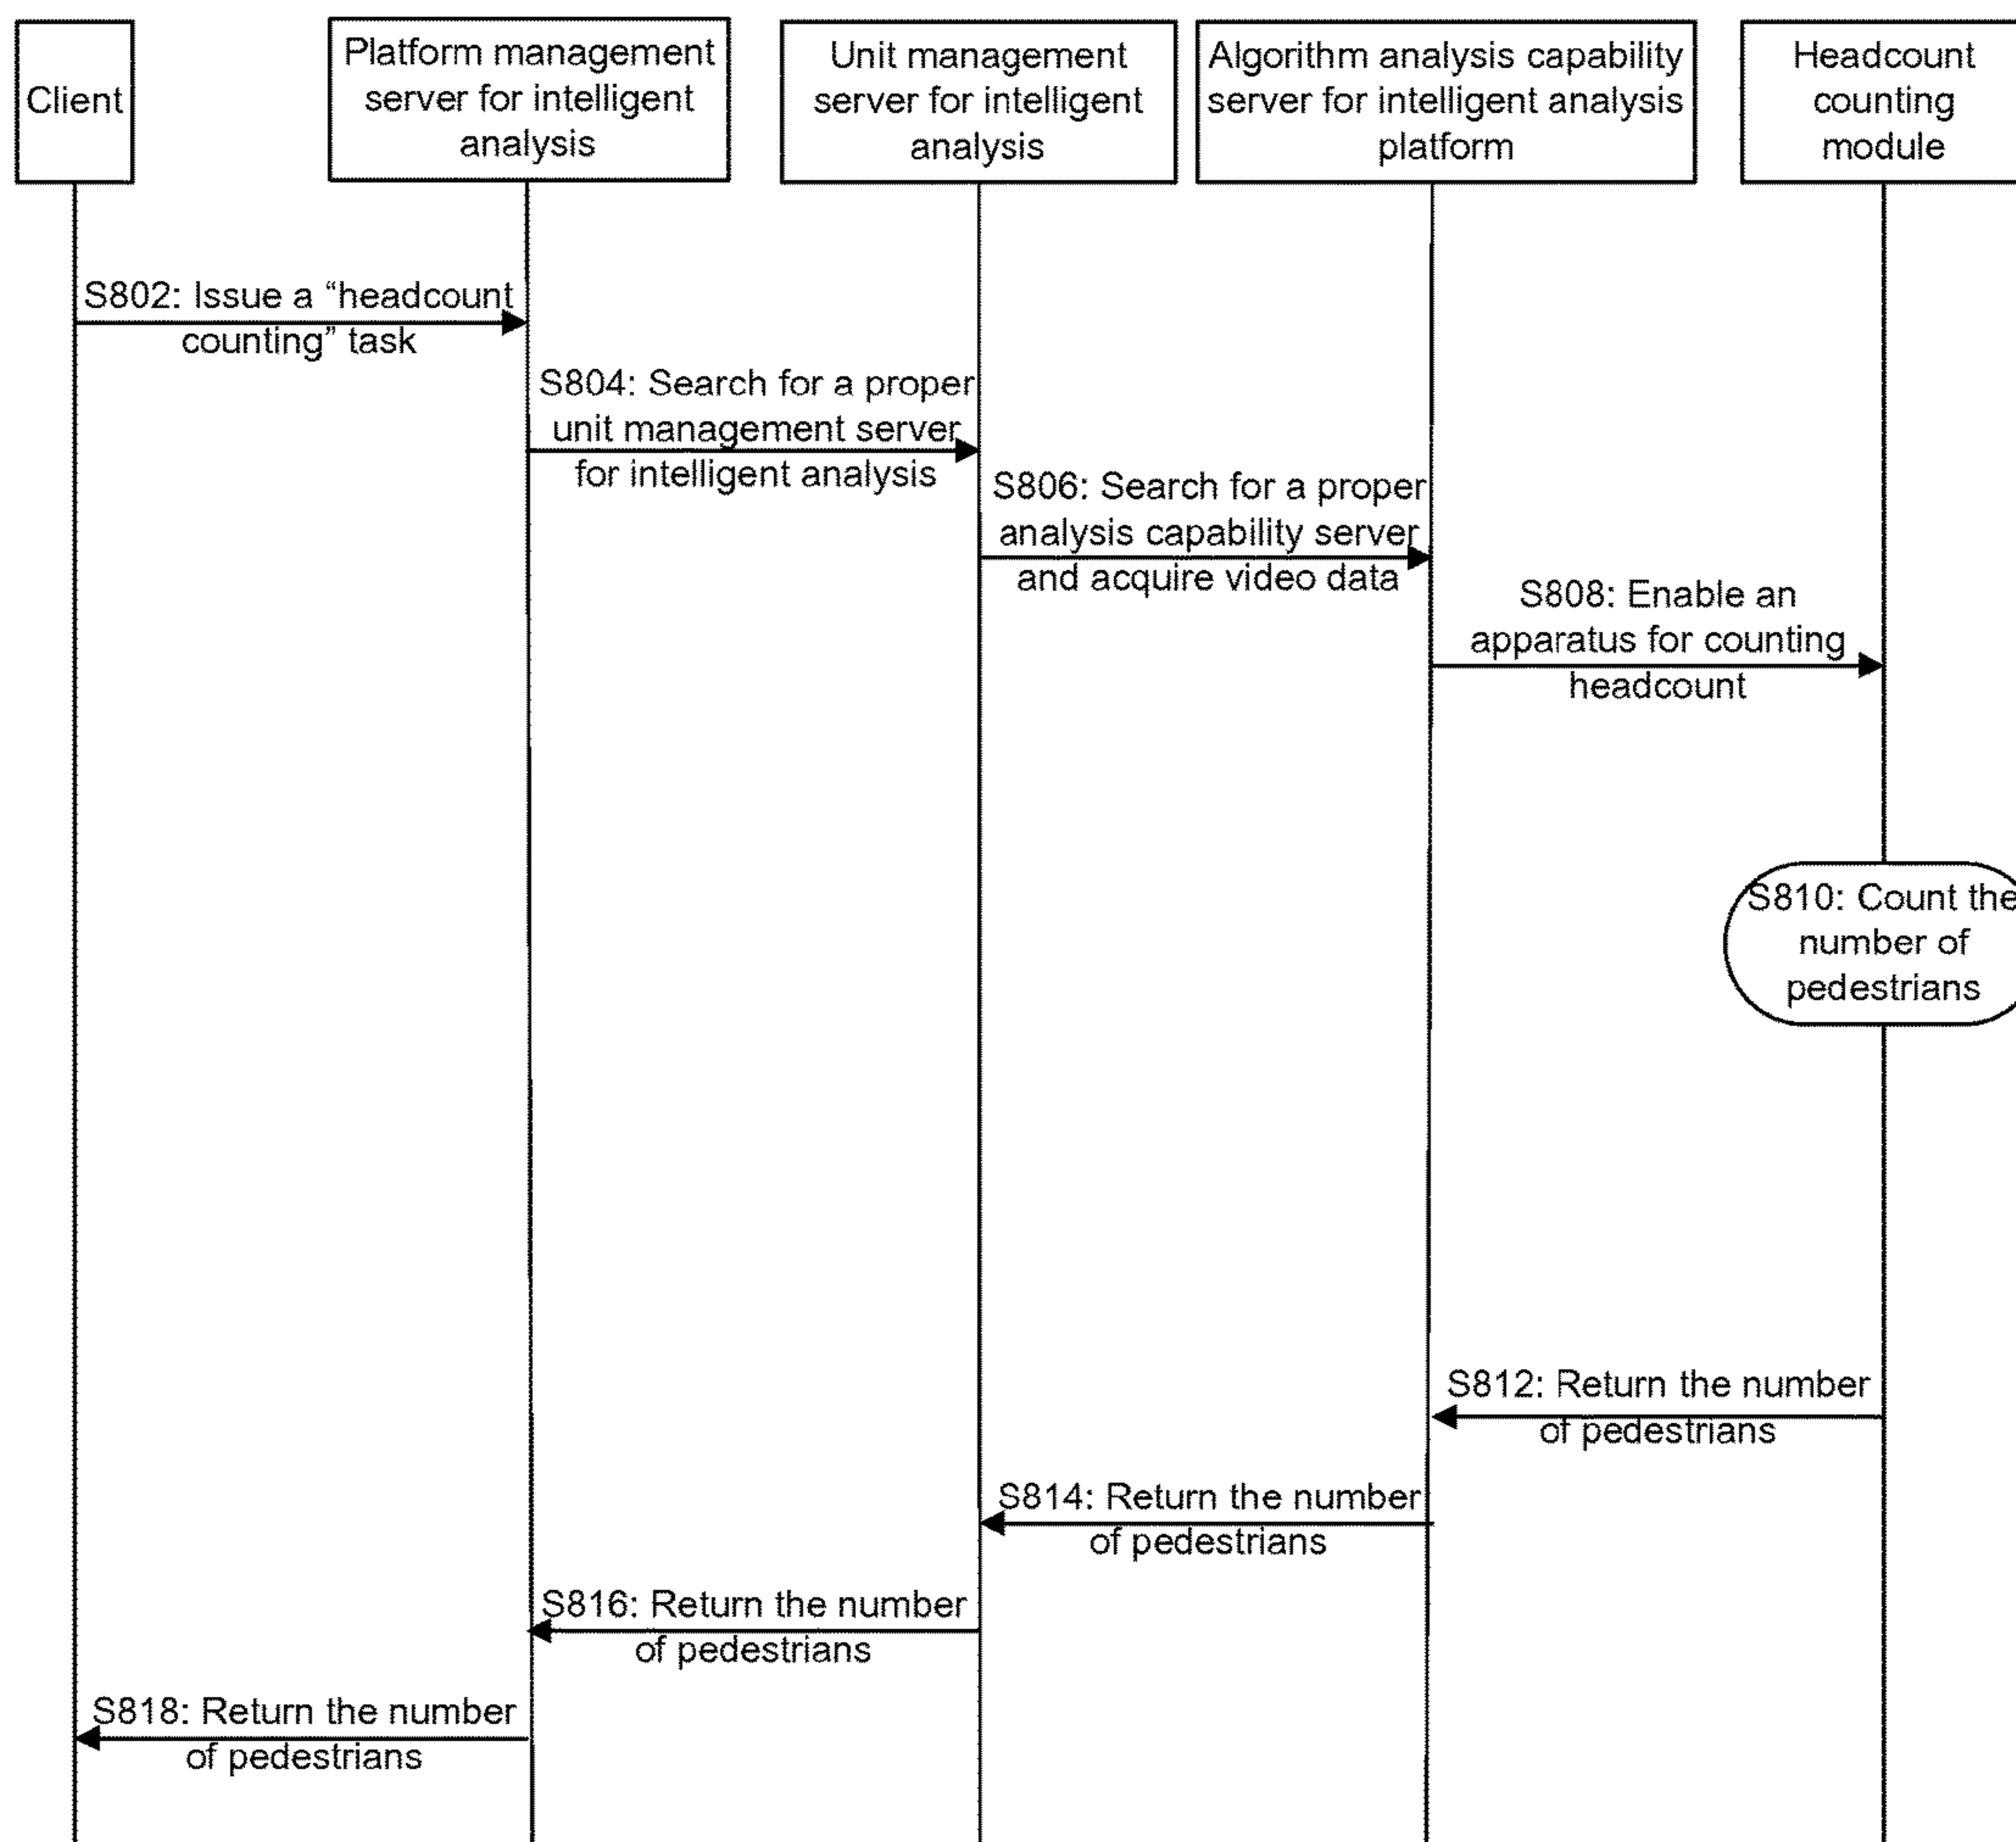 Client
Platform management
server for intelligent
analysis
Unit management
server for intelligent
analysis
Algorithm analysis capability
server for intelligent analysis
platform
Headcount
counting
module
S802: Issue a “headcount
counting” task
S804: Search for a proper
unit management server
for intelligent analysis
S806: Search for a proper
analysis capability server
and acquire video data
S808: Enable an
apparatus for counting
headcount
S810: Count the
number of
pedestrians
S812: Return the number
of pedestrians
S814: Return the number
of pedestrians
S816: Return the number
of pedestrians
S818: Return the number
of pedestrians